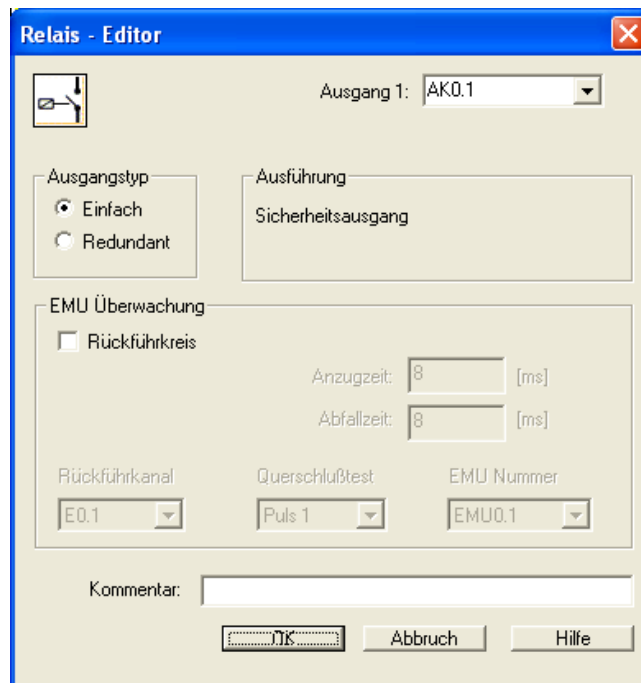 Relais - Editor
Ausgang 1: AK0.1
Ausgangstyp
Einfach
Redundant
Ausführung
Sicherheitsausgang
EMU Überwachung
Rückführkreis
Anzugzeit: 8 [ms]
Abfallzeit: 8 [ms]
Rückführkanal Querschlußtest EMU Nummer
E0.1 Puls 1 EMU0.1
Kommentar:
OK Abbruch Hilfe